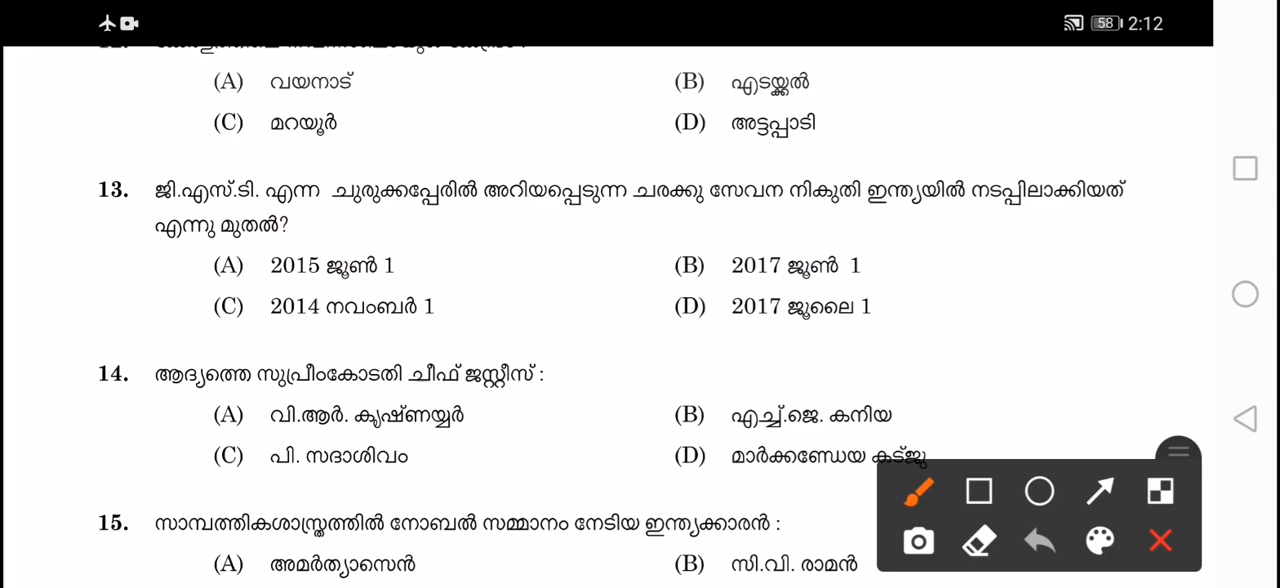 58 2:12
(A) വയനാട് (B) എടയ്ക്കൽ
(C) മറയൂർ (D) അട്ടപ്പാടി
13. ജി.എസ്.ടി. എന്ന ചുരുക്കപ്പേരിൽ അറിയപ്പെടുന്ന ചരക്കു സേവന നികുതി ഇന്ത്യയിൽ നടപ്പിലാക്കിയത്
എന്നു മുതൽ?
(A) 2015 ജൂൺ 1 (B) 2017 ജൂൺ 1
(C) 2014 നവംബർ 1 (D) 2017 ജൂലൈ 1
14. ആദ്യത്തെ സുപ്രീംകോടതി ചീഫ് ജസ്റ്റീസ് :
(A) വി.ആർ. കൃഷ്ണയ്യർ (B) എച്ച്.ജെ. കനിയ
(C) പി. സദാശിവം (D) മാർക്കണ്ഡേയ കട്ജു
15. സാമ്പത്തികശാസ്ത്രത്തിൽ നോബൽ സമ്മാനം നേടിയ ഇന്ത്യക്കാരൻ :
(A) അമർത്യാസെൻ (B) സി.വി. രാമൻ